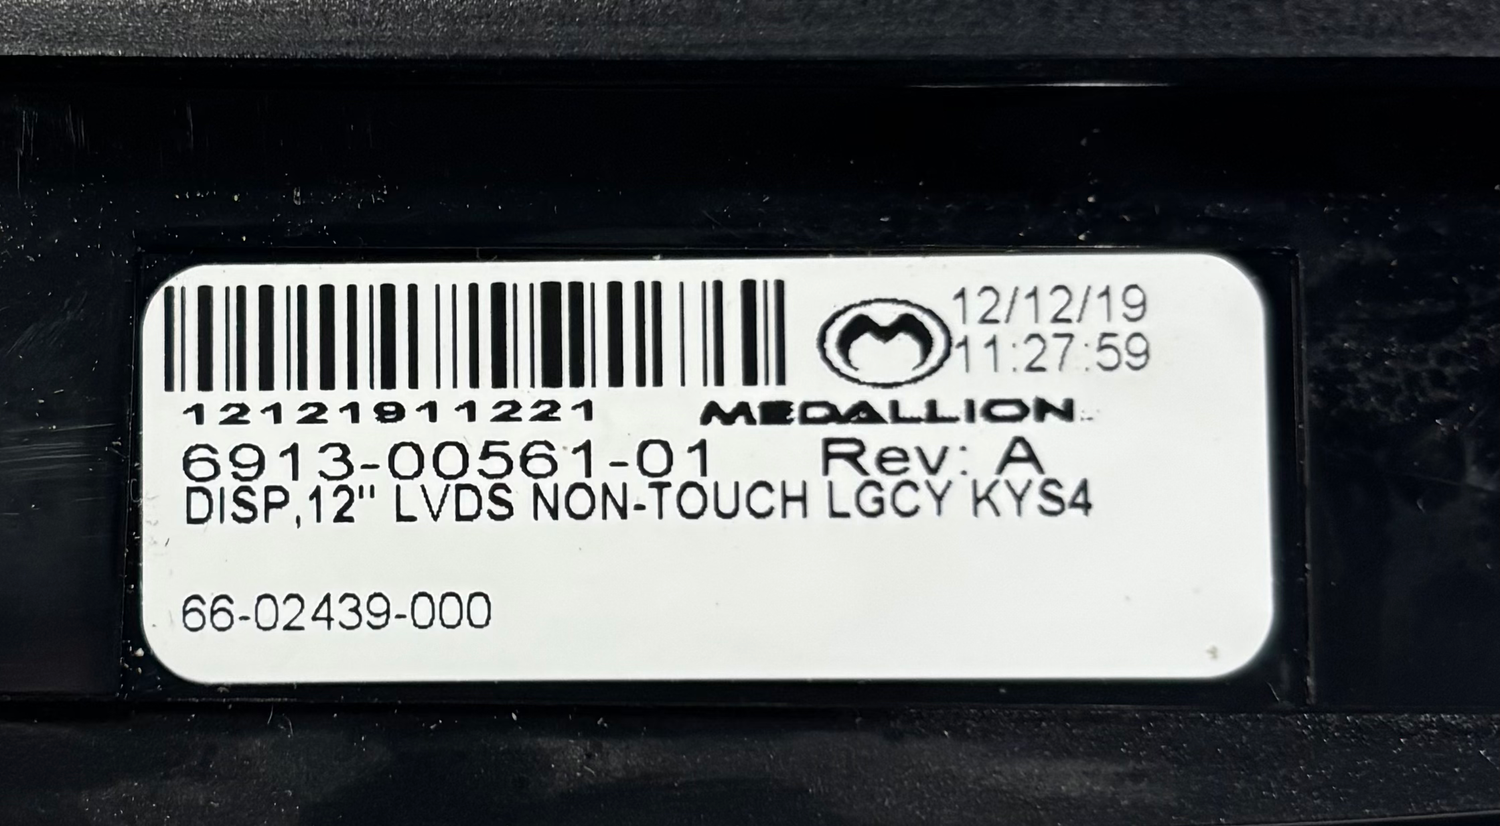 12/12/19
11:27:59
12121911221 MEDALLION
6913-00561-01 Rev: A
DISP,12" LVDS NON-TOUCH LGCY KYS4
66-02439-000